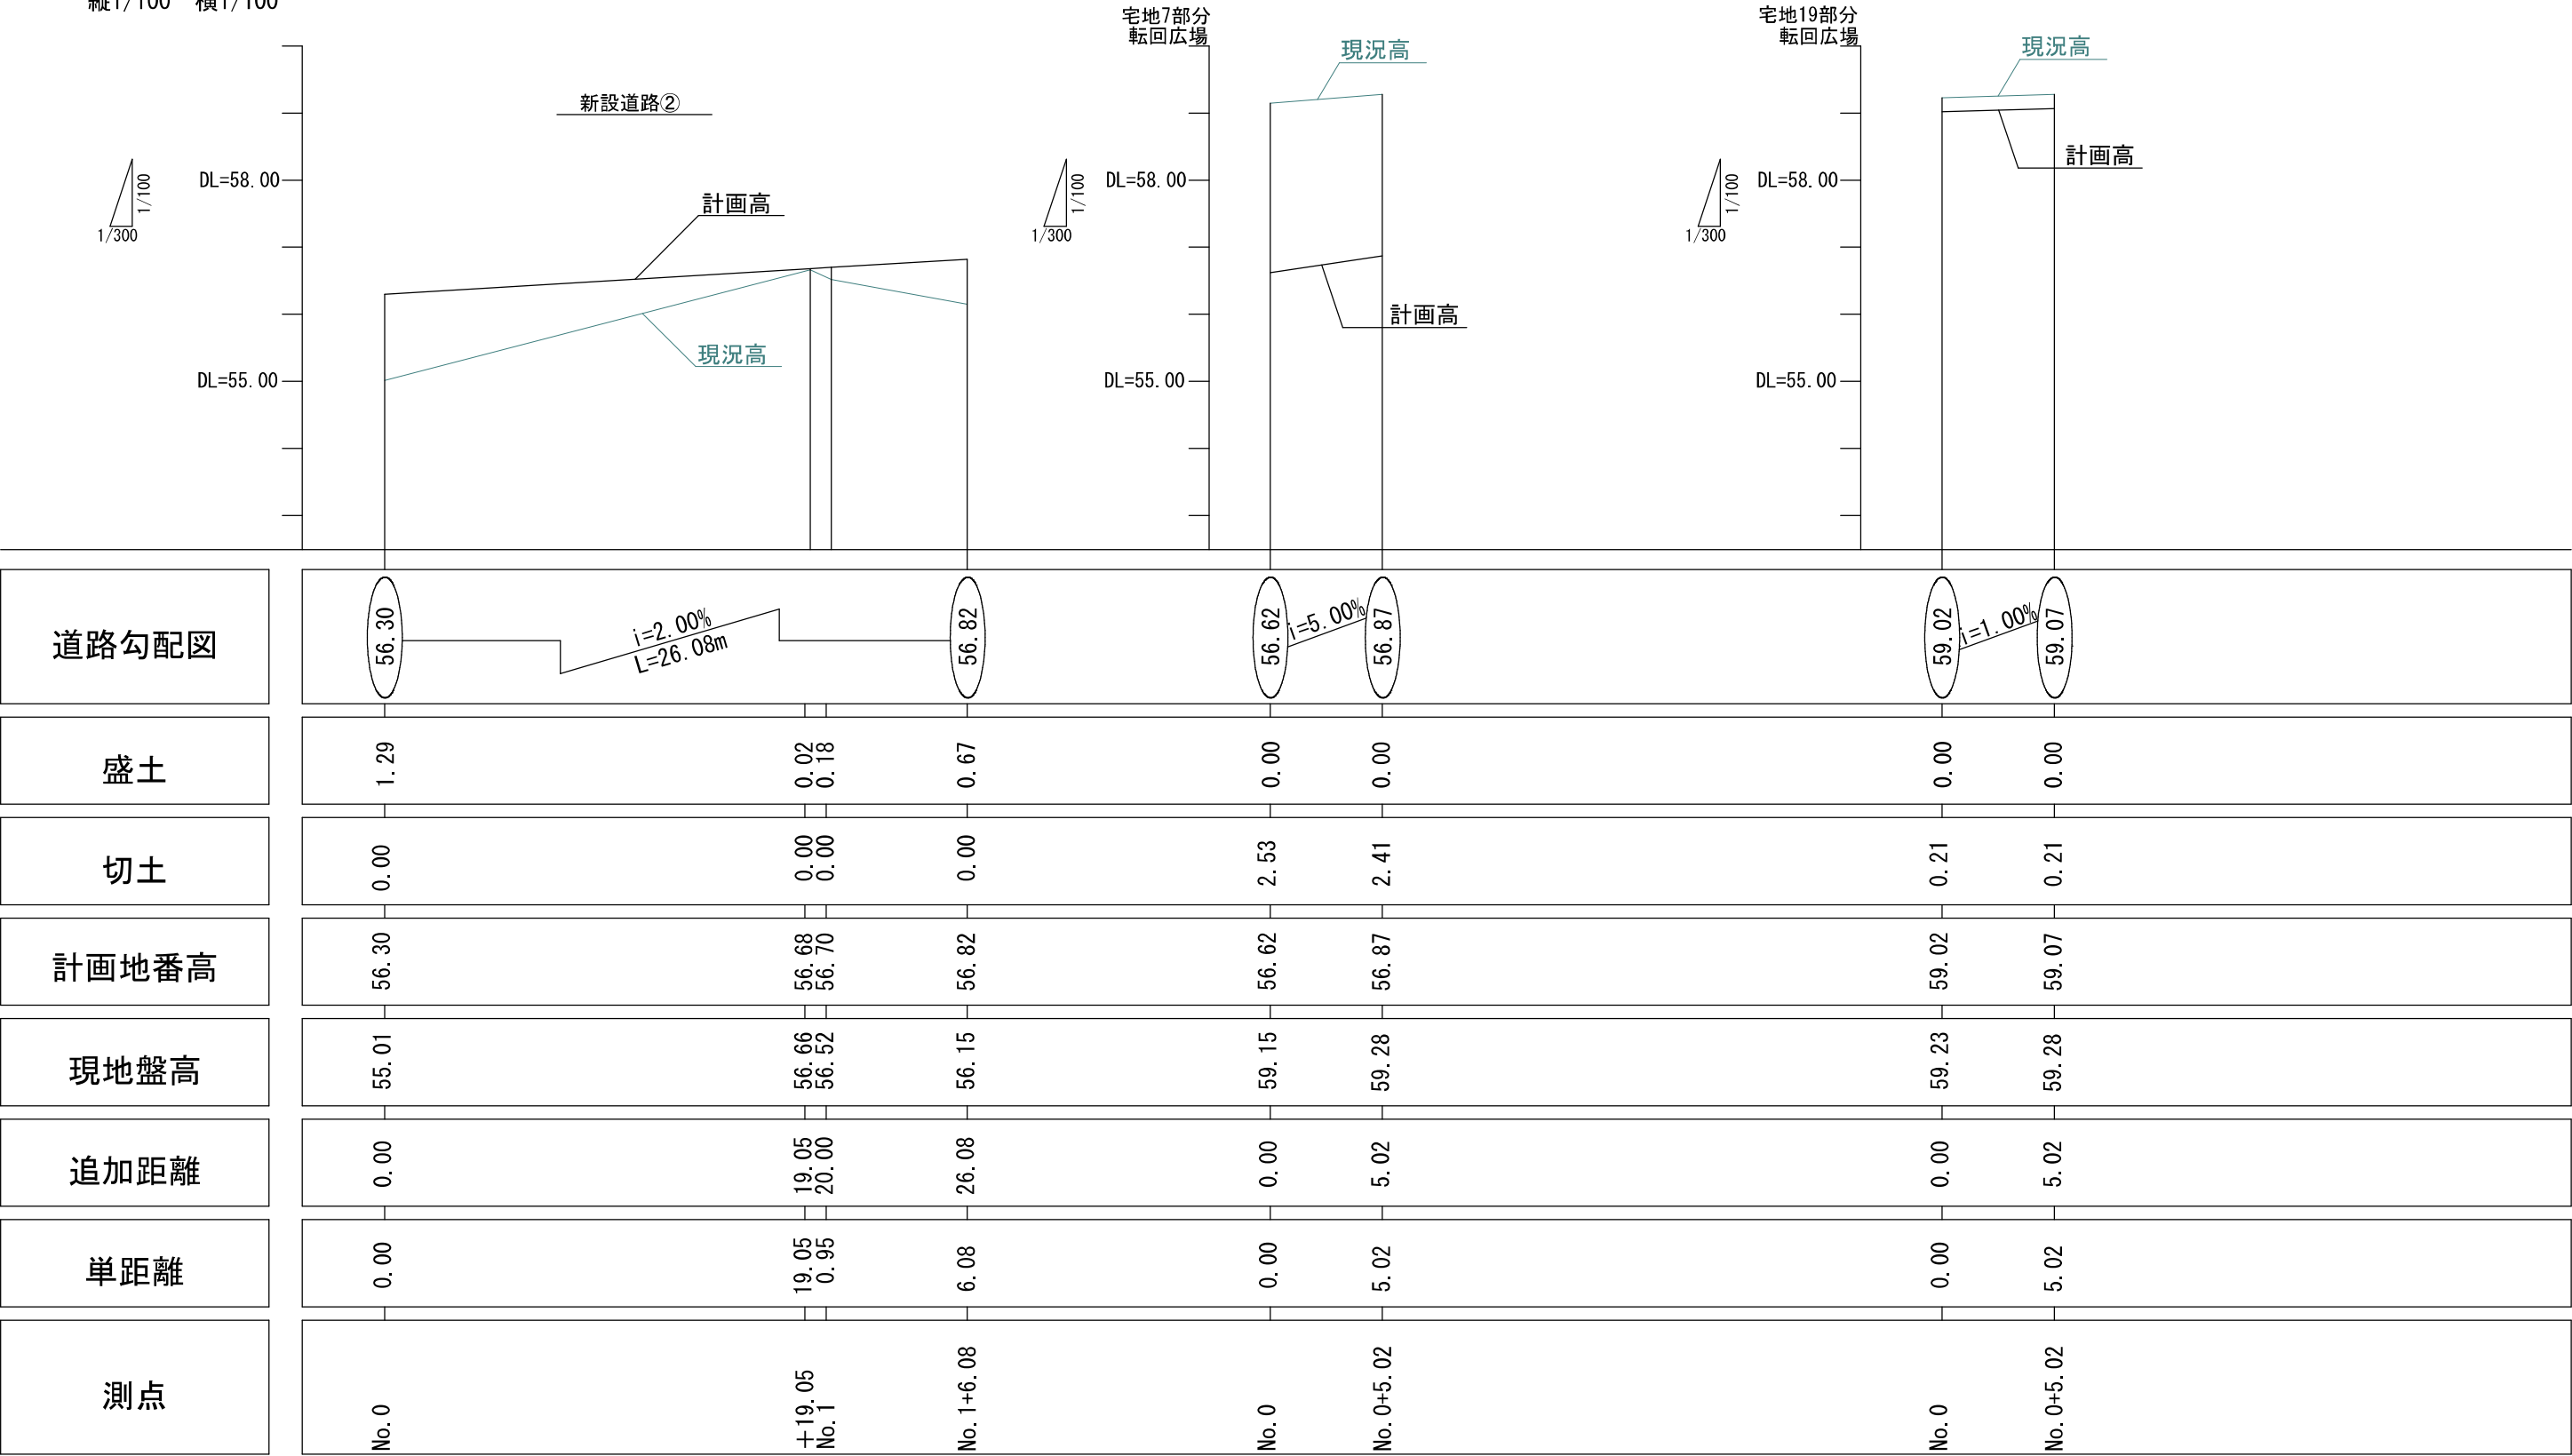 縦1/100 横1/100
宅地7部分
転回広場
宅地19部分
転回広場
現況高
現況高
新設道路②
計画高
DL=58.00
1/100
1/300
DL=58.00
1/100
1/300
DL=58.00
1/100
1/300
計画高
計画高
現況高
DL=55.00
DL=55.00
DL=55.00
道路勾配図
56.30
i=2.00%
L=26.08m
56.82
56.62
i=5.00%
56.87
59.02
i=1.00%
59.07
盛土
1.29
0.02
0.18
0.67
0.00
0.00
0.00
0.00
切土
0.00
0.00
0.00
0.00
2.53
2.41
0.21
0.21
計画地番高
56.30
56.68
56.70
56.82
56.62
56.87
59.02
59.07
現地盤高
55.01
56.66
56.52
56.15
59.15
59.28
59.23
59.28
追加距離
0.00
19.05
20.00
26.08
0.00
5.02
0.00
5.02
単距離
0.00
19.05
0.95
6.08
0.00
5.02
0.00
5.02
測点
No.0
+19.05
No.1
No.1+6.08
No.0
No.0+5.02
No.0
No.0+5.02